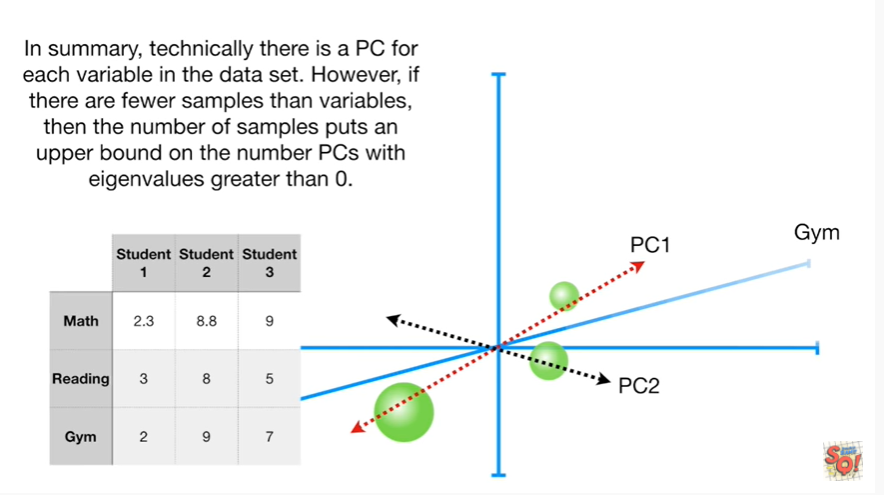 In summary, technically there is a PC for
each variable in the data set. However, if
there are fewer samples than variables,
then the number of samples puts an
upper bound on the number PCs with
eigenvalues greater than 0.
Student Student Student
1 2 3
Math 2.3 8.8 9
Reading 3 8 5
Gym 2 9 7
PC1
Gym
PC2
SQ!